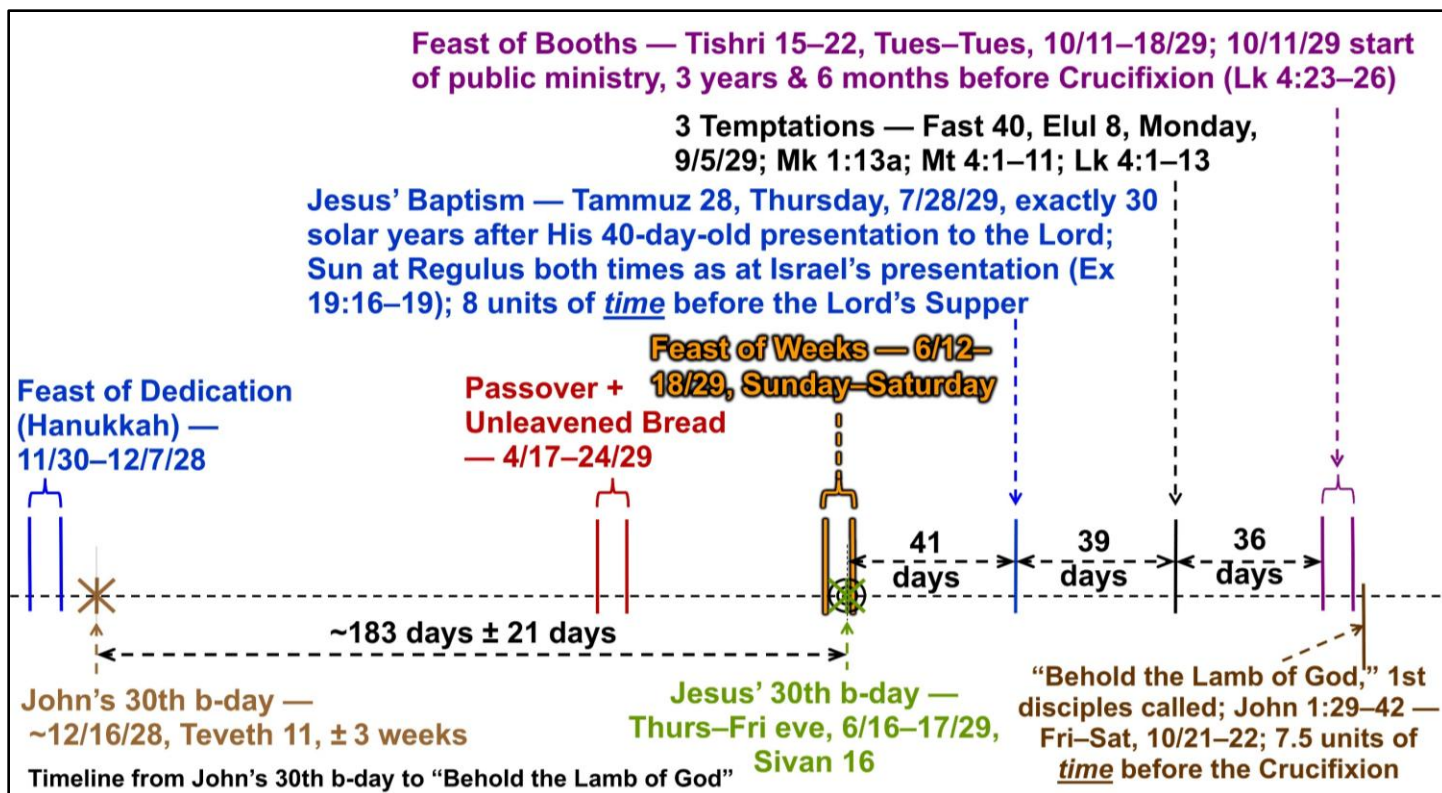 Feast of Booths — Tishri 15–22, Tues–Tues, 10/11–18/29; 10/11/29 start
of public ministry, 3 years & 6 months before Crucifixion (Lk 4:23–26)
3 Temptations — Fast 40, Elul 8, Monday,
9/5/29; Mk 1:13a; Mt 4:1–11; Lk 4:1–13
Jesus’ Baptism — Tammuz 28, Thursday, 7/28/29, exactly 30
solar years after His 40-day-old presentation to the Lord;
Sun at Regulus both times as at Israel’s presentation (Ex
19:16–19); 8 units of time before the Lord’s Supper
Feast of Weeks — 6/12–
18/29, Sunday–Saturday
Feast of Dedication
(Hanukkah) —
11/30–12/7/28
Passover +
Unleavened Bread
— 4/17–24/29
41
days
39
days
36
days
~183 days ± 21 days
John’s 30th b-day —
~12/16/28, Teveth 11, ± 3 weeks
Jesus’ 30th b-day —
Thurs–Fri eve, 6/16–17/29,
Sivan 16
“Behold the Lamb of God,” 1st
disciples called; John 1:29–42 —
Fri–Sat, 10/21–22; 7.5 units of
time before the Crucifixion
Timeline from John’s 30th b-day to “Behold the Lamb of God”